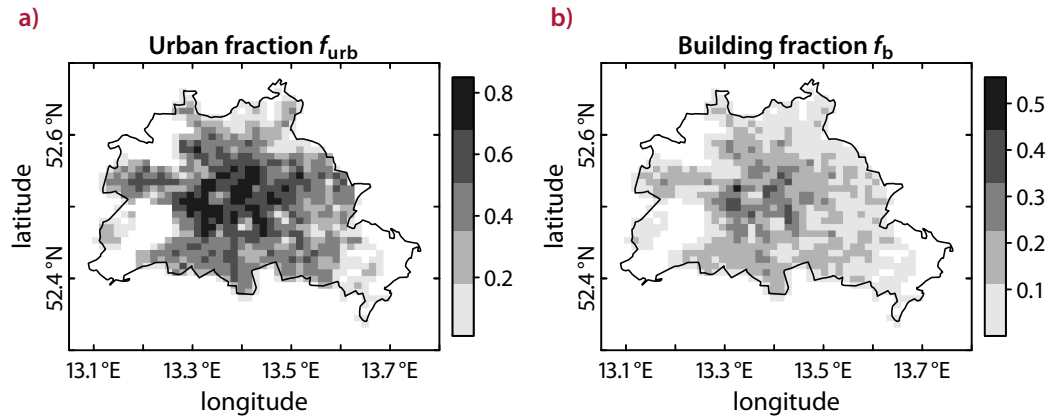 a)
Urban fraction f_urb
52.6 °N
52.4 °N
latitude
0.8
0.6
0.4
0.2
13.1 °E 13.3 °E 13.5 °E 13.7 °E
longitude
b)
Building fraction f_b
52.6 °N
52.4 °N
latitude
0.5
0.4
0.3
0.2
0.1
13.1 °E 13.3 °E 13.5 °E 13.7 °E
longitude